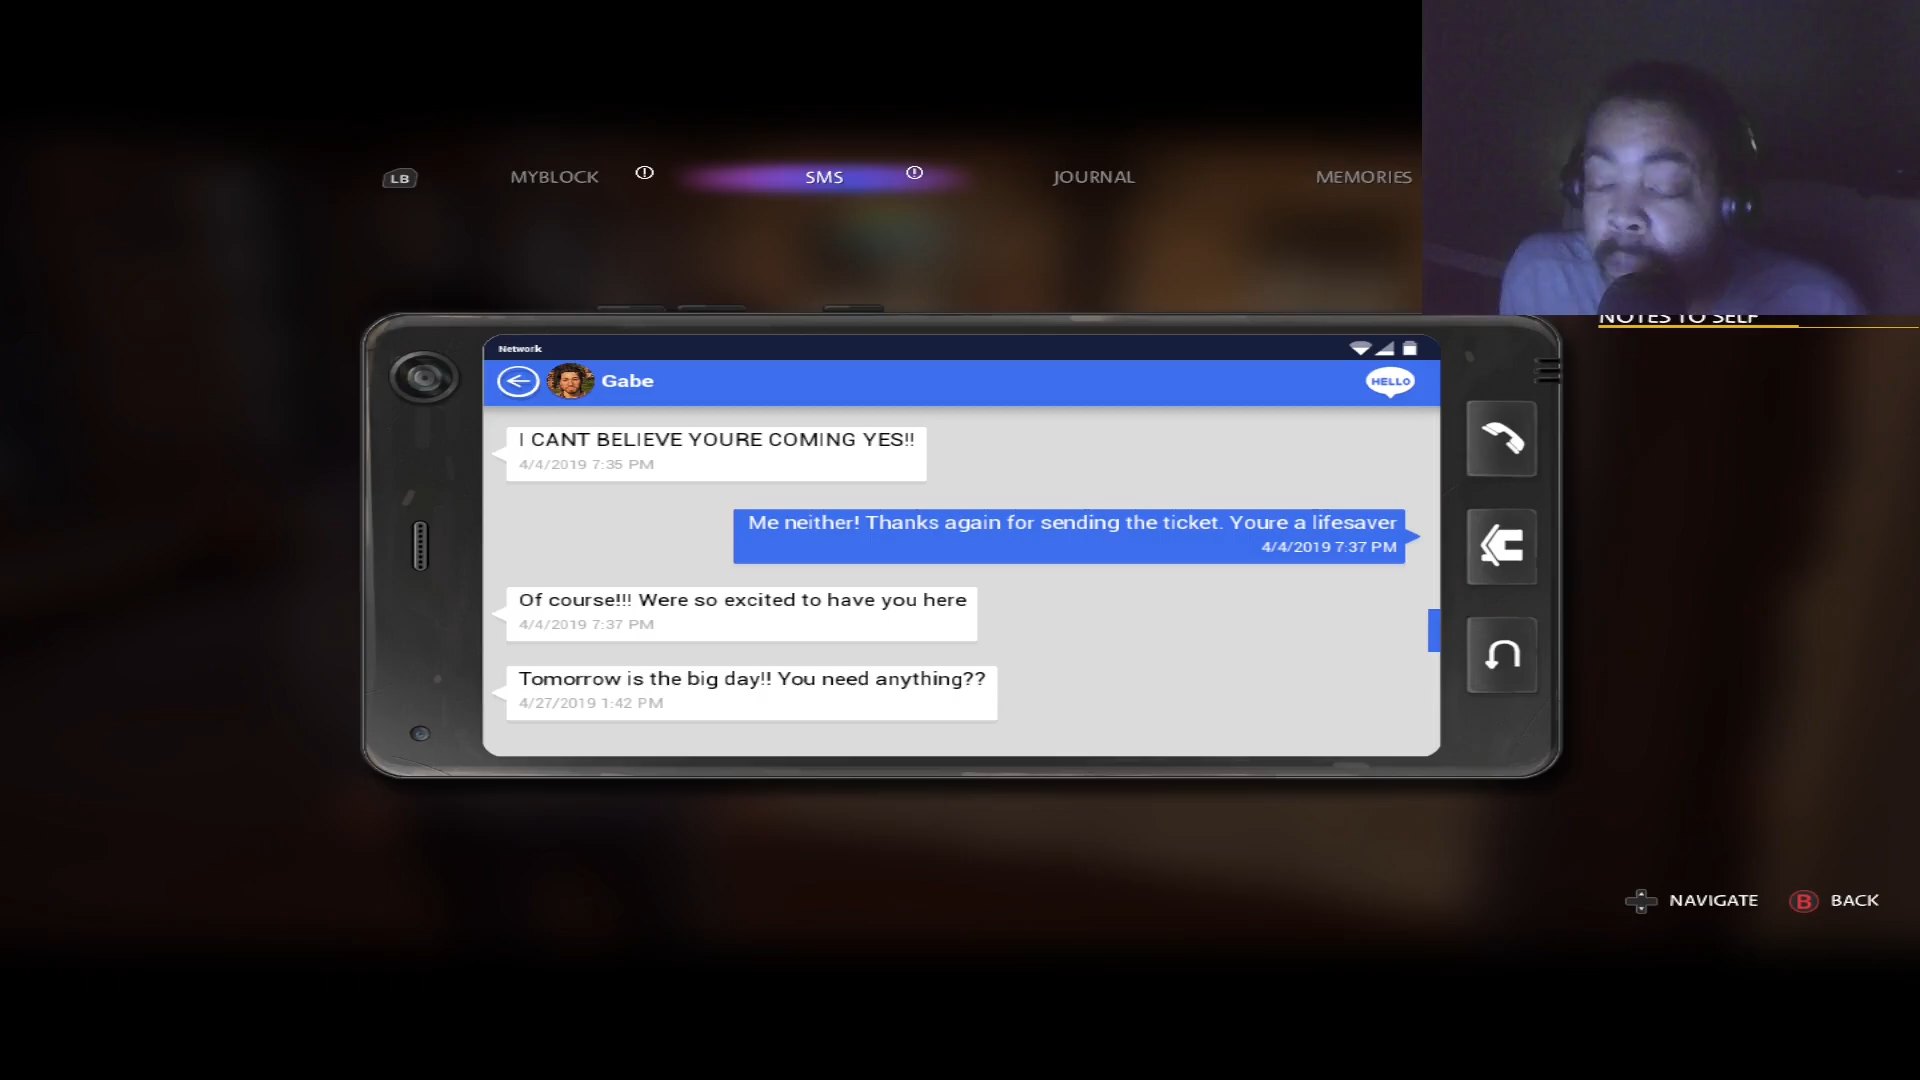 LB
MYBLOCK
SMS
JOURNAL
MEMORIES
NOTES TO SELF
Network
Gabe
HELLO
I CANT BELIEVE YOURE COMING YES!!
4/4/2019 7:35 PM
Me neither! Thanks again for sending the ticket. Youre a lifesaver
4/4/2019 7:37 PM
Of course!!! Were so excited to have you here
4/4/2019 7:37 PM
Tomorrow is the big day!! You need anything??
4/27/2019 1:42 PM
NAVIGATE
B BACK